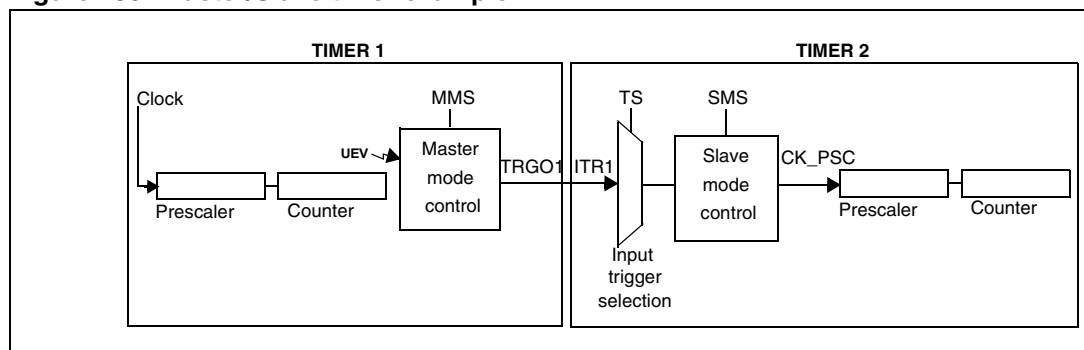 TIMER 1
TIMER 2
Clock
MMS
TS
SMS
UEV
Master
mode
control
TRGO1
ITR1
Slave
mode
control
CK_PSC
Prescaler
Counter
Prescaler
Counter
Input
trigger
selection